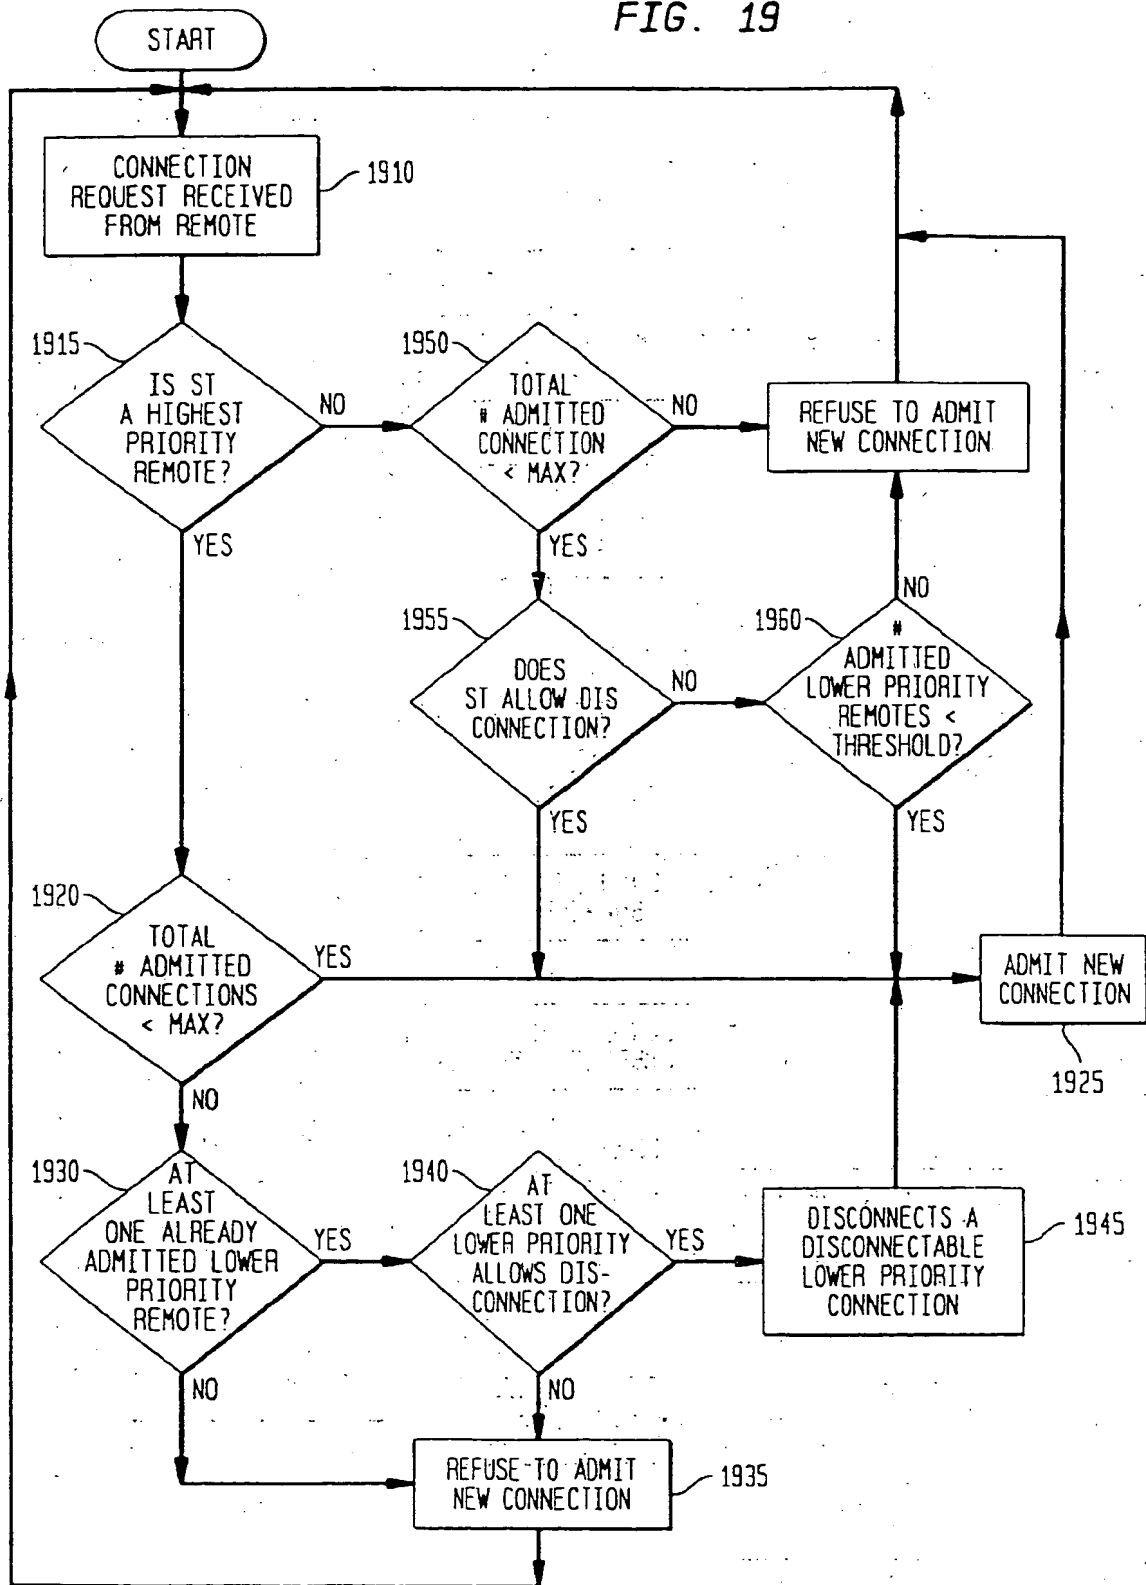 FIG. 19
START
CONNECTION
REQUEST RECEIVED
FROM REMOTE
1910
1915
IS ST
A HIGHEST
PRIORITY
REMOTE?
NO
YES
1950
TOTAL
# ADMITTED
CONNECTION
< MAX?
NO
YES
REFUSE TO ADMIT
NEW CONNECTION
1955
DOES
ST ALLOW DIS
CONNECTION?
NO
YES
1960
NO
#
ADMITTED
LOWER PRIORITY
REMOTES <
THRESHOLD?
YES
1920
TOTAL
# ADMITTED
CONNECTIONS
< MAX?
YES
NO
ADMIT NEW
CONNECTION
1925
1930
AT
LEAST
ONE ALREADY
ADMITTED LOWER
PRIORITY
REMOTE?
YES
NO
1940
AT
LEAST ONE
LOWER PRIORITY
ALLOWS DIS-
CONNECTION?
YES
NO
DISCONNECTS A
DISCONNECTABLE
LOWER PRIORITY
CONNECTION
1945
REFUSE TO ADMIT
NEW CONNECTION
1935